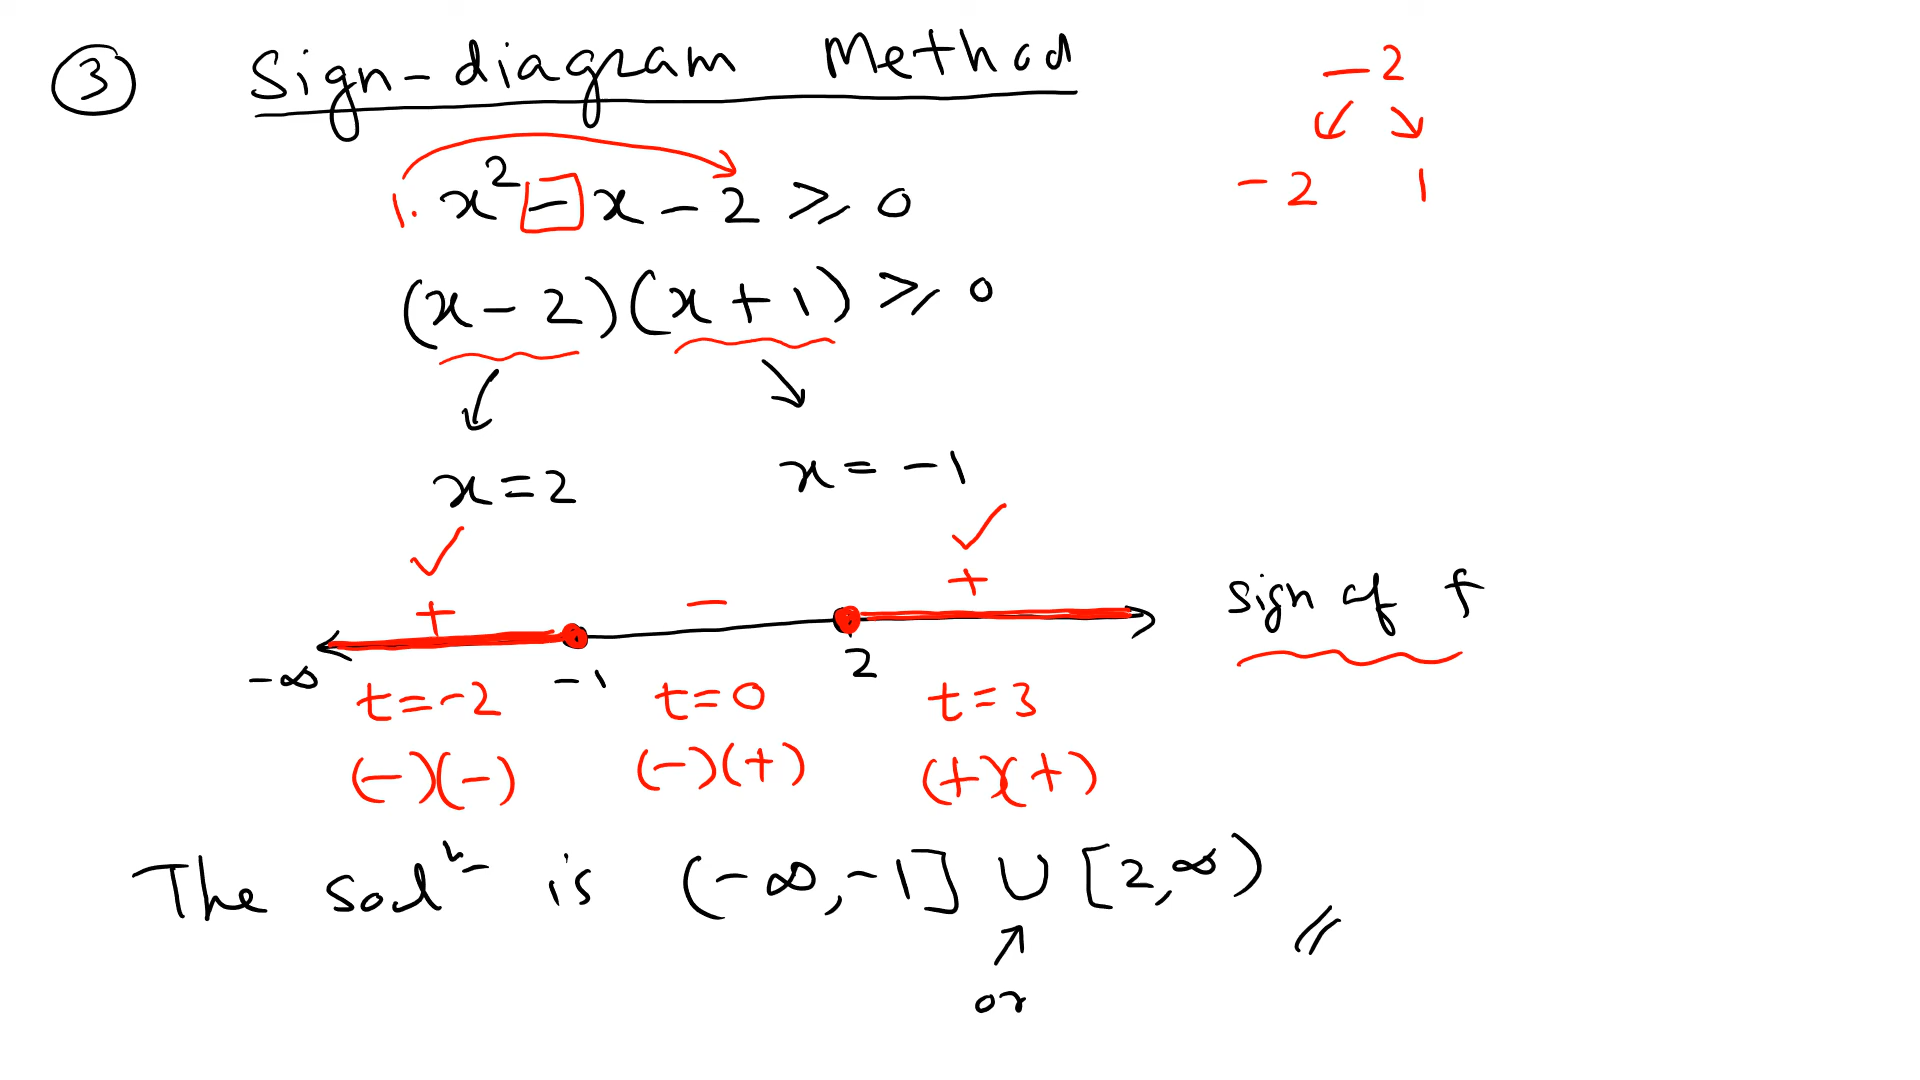 ③ Sign-diagram Method
-2
↙ ↘
-2 1
1. x² - x - 2 ⩾ 0
(x - 2)(x + 1) ⩾ 0
x = 2 x = -1
✓ ✓
+ - + sign of f
-∞ -1 2
t = -2 t = 0 t = 3
(-)(-) (-)(+) (+)(+)
The solⁿ is (-∞, -1] ∪ [2, ∞) //
or